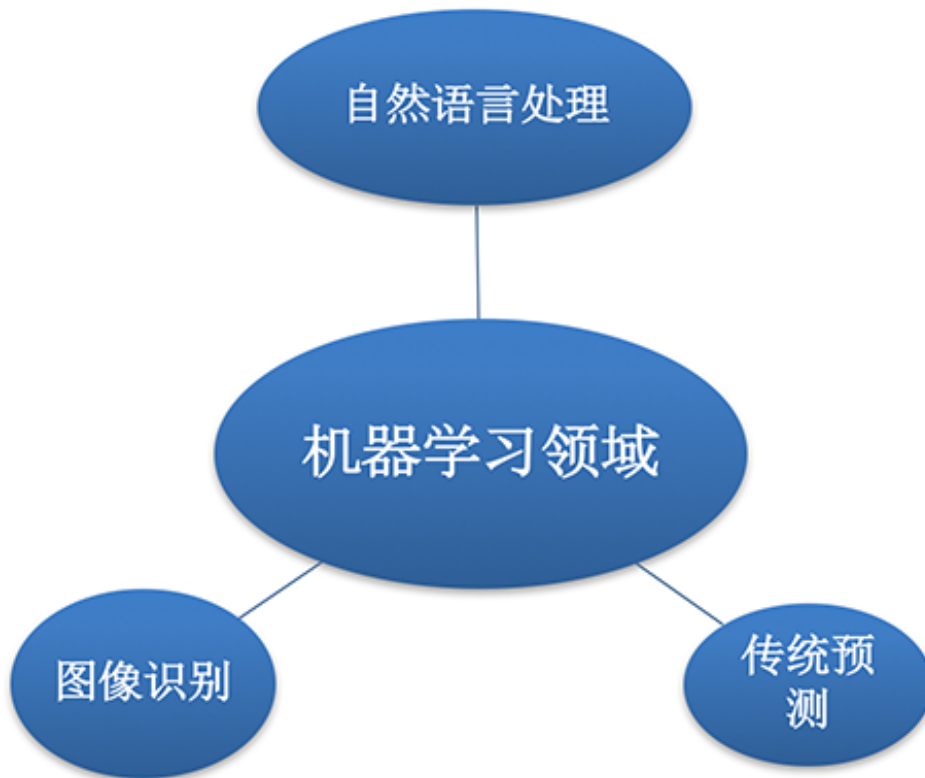 自然语言处理
机器学习领域
图像识别
传统预
测